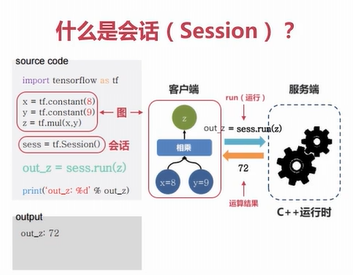 什么是会话（Session）？
source code
import tensorflow as tf
x = tf.constant(8)
y = tf.constant(9)
z = tf.mul(x,y)
图
sess = tf.Session()
会话
out_z = sess.run(z)
print('out_z: %d' % out_z)
output
out_z: 72
客户端
z
相乘
x=8
y=9
run（运行）
out_z = sess.run(z)
72
运算结果
服务端
C++运行时